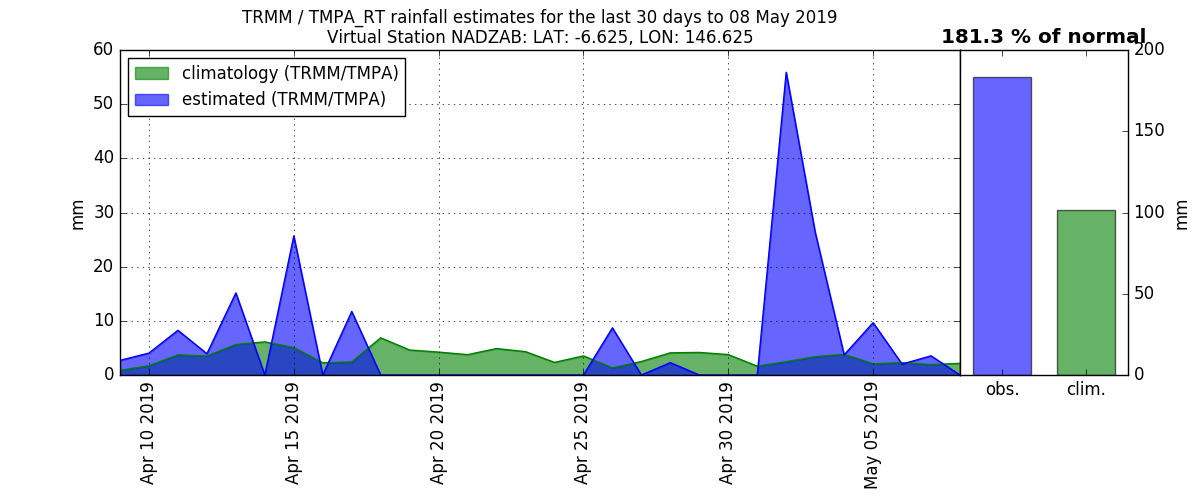 TRMM / TMPA_RT rainfall estimates for the last 30 days to 08 May 2019
Virtual Station NADZAB: LAT: -6.625, LON: 146.625
181.3 % of normal
climatology (TRMM/TMPA)
estimated (TRMM/TMPA)
60
50
40
30
20
10
0
mm
Apr 10 2019
Apr 15 2019
Apr 20 2019
Apr 25 2019
Apr 30 2019
May 05 2019
200
150
100
50
0
mm
obs.
clim.